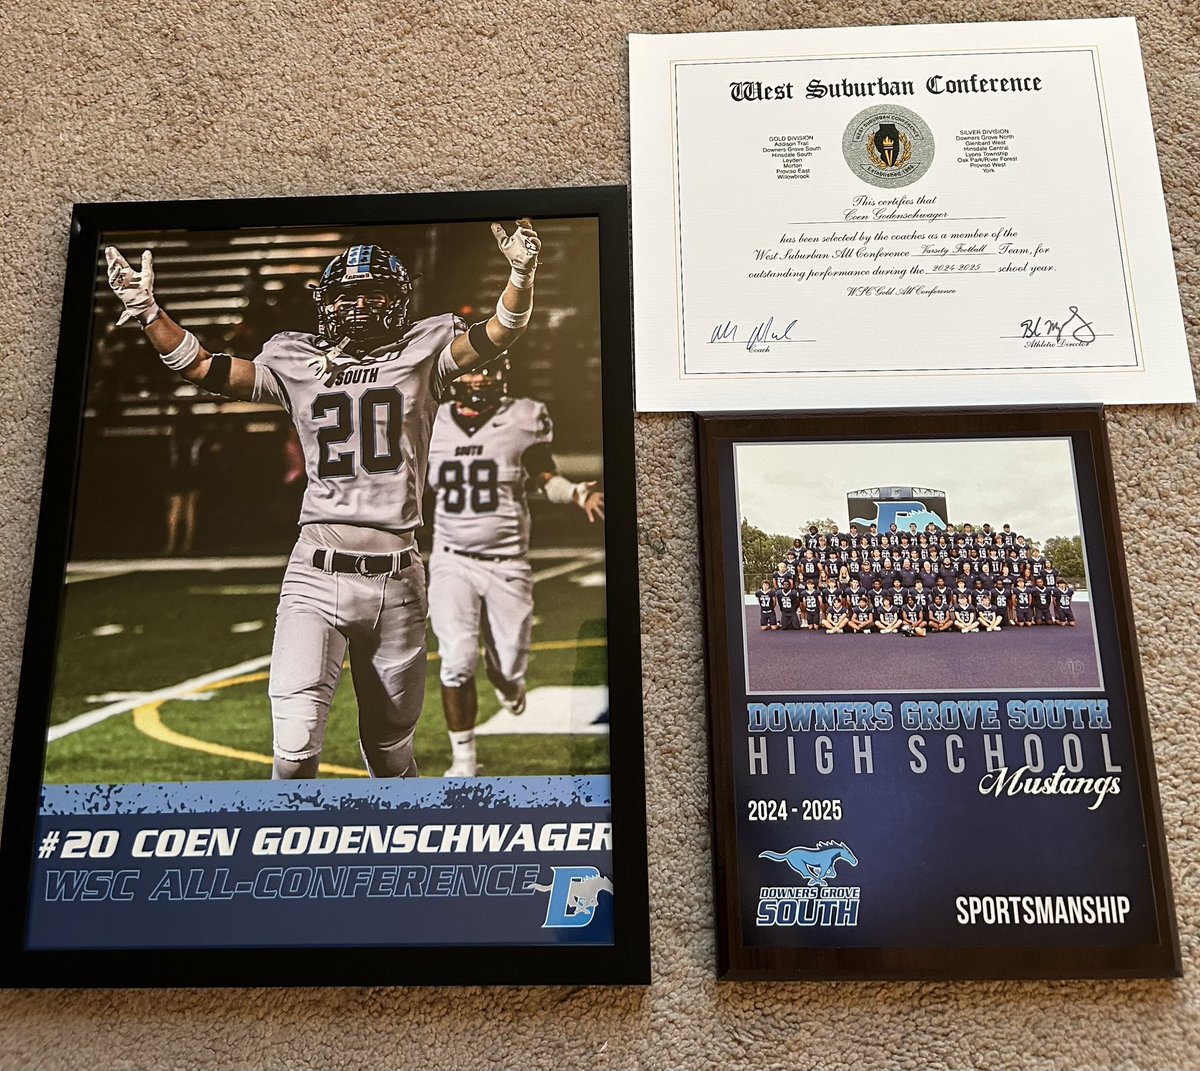 SOUTH
20
SOUTH
88
#20 COEN GODENSCHWAGER
WSC ALL-CONFERENCE
D
West Suburban Conference
GOLD DIVISION
Addison Trail
Downers Grove South
Hinsdale South
Leyden
Morton
Proviso East
Willowbrook
WEST SUBURBAN CONFERENCE
SILVER DIVISION
Downers Grove North
Glenbard West
Hinsdale Central
Lyons Township
Oak Park/River Forest
Proviso West
York
This certifies that
Coen Godenschwager
has been selected by the coaches as a member of the
West Suburban All Conference Varsity Football Team, for
outstanding performance during the 2024-2025 school year.
WSC Gold All Conference
Coach
Athletic Director
VIP
DOWNERS GROVE SOUTH
HIGH SCHOOL
Mustangs
2024 - 2025
DOWNERS GROVE
SOUTH
SPORTSMANSHIP